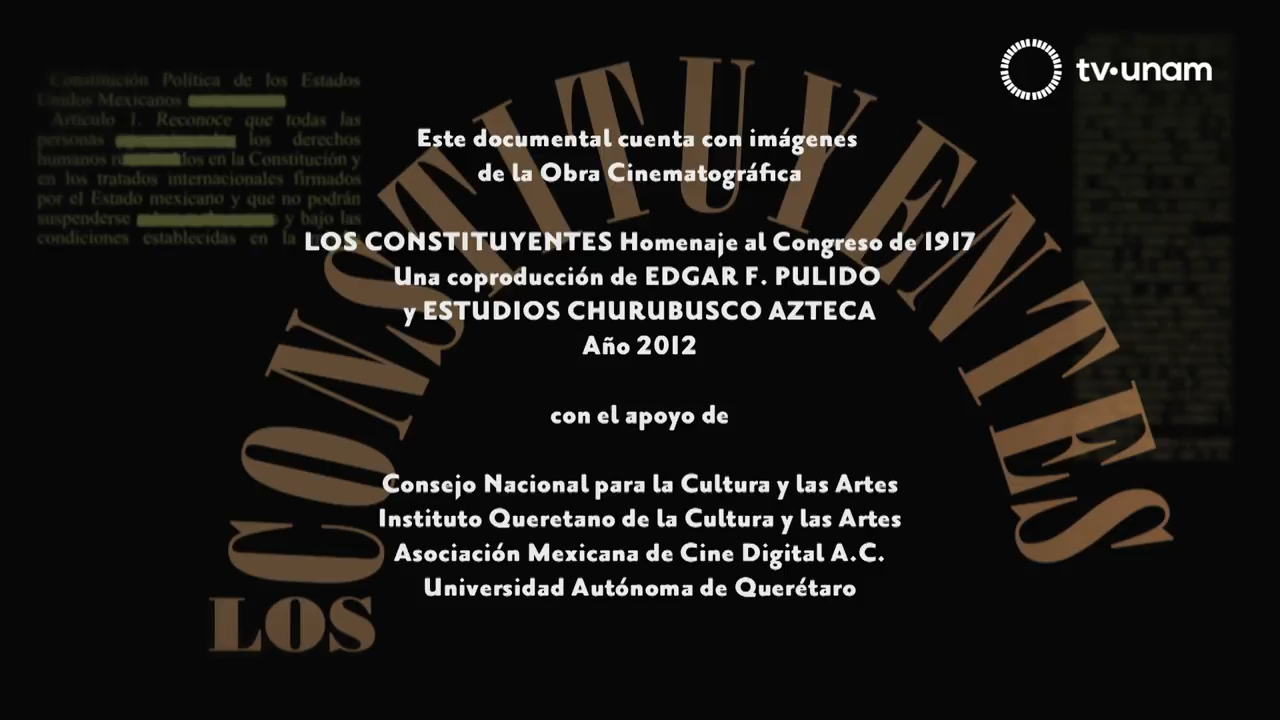 Constitución Política de los Estados
Unidos Mexicanos
Artículo 1. Reconoce que todas las
personas los derechos
humanos en la Constitución y
en los tratados internacionales firmados
por el Estado mexicano y que no podrán
suspenderse y bajo las
condiciones establecidas en la
tv·unam
LOS CONSTITUYENTES
Este documental cuenta con imágenes
de la Obra Cinematográfica
LOS CONSTITUYENTES Homenaje al Congreso de 1917
Una coproducción de EDGAR F. PULIDO
y ESTUDIOS CHURUBUSCO AZTECA
Año 2012
con el apoyo de
Consejo Nacional para la Cultura y las Artes
Instituto Queretano de la Cultura y las Artes
Asociación Mexicana de Cine Digital A.C.
Universidad Autónoma de Querétaro